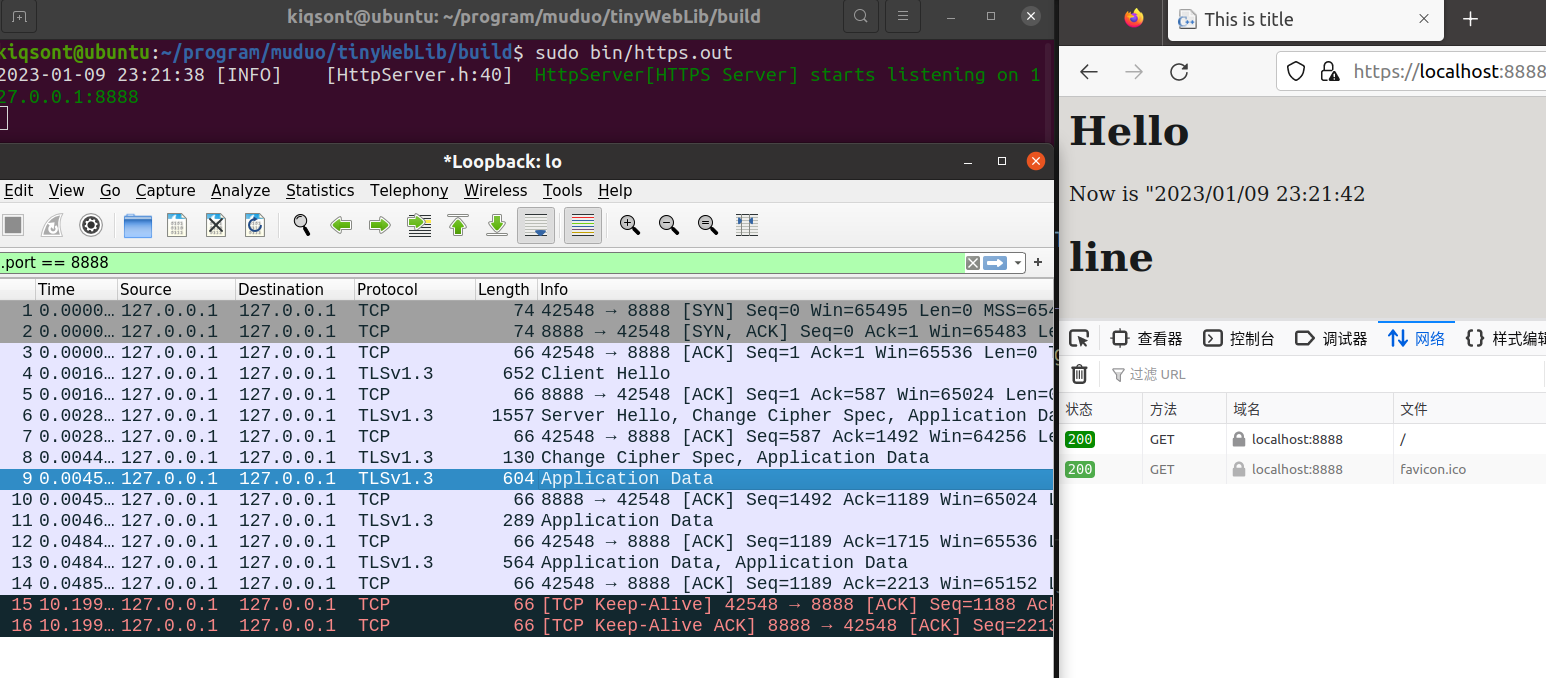 kiqsont@ubuntu: ~/program/muduo/tinyWebLib/build
kiqsont@ubuntu:~/program/muduo/tinyWebLib/build$ sudo bin/https.out
2023-01-09 23:21:38 [INFO] [HttpServer.h:40] HttpServer[HTTPS Server] starts listening on 1
27.0.0.1:8888
*Loopback: lo
Edit View Go Capture Analyze Statistics Telephony Wireless Tools Help
.port == 8888
Time Source Destination Protocol Length Info
1 0.0000… 127.0.0.1 127.0.0.1 TCP 74 42548 → 8888 [SYN] Seq=0 Win=65495 Len=0 MSS=654
2 0.0000… 127.0.0.1 127.0.0.1 TCP 74 8888 → 42548 [SYN, ACK] Seq=0 Ack=1 Win=65483 Le
3 0.0000… 127.0.0.1 127.0.0.1 TCP 66 42548 → 8888 [ACK] Seq=1 Ack=1 Win=65536 Len=0 T
4 0.0016… 127.0.0.1 127.0.0.1 TLSv1.3 652 Client Hello
5 0.0016… 127.0.0.1 127.0.0.1 TCP 66 8888 → 42548 [ACK] Seq=1 Ack=587 Win=65024 Len=0
6 0.0028… 127.0.0.1 127.0.0.1 TLSv1.3 1557 Server Hello, Change Cipher Spec, Application Da
7 0.0028… 127.0.0.1 127.0.0.1 TCP 66 42548 → 8888 [ACK] Seq=587 Ack=1492 Win=64256 Le
8 0.0044… 127.0.0.1 127.0.0.1 TLSv1.3 130 Change Cipher Spec, Application Data
9 0.0045… 127.0.0.1 127.0.0.1 TLSv1.3 604 Application Data
10 0.0045… 127.0.0.1 127.0.0.1 TCP 66 8888 → 42548 [ACK] Seq=1492 Ack=1189 Win=65024 L
11 0.0046… 127.0.0.1 127.0.0.1 TLSv1.3 289 Application Data
12 0.0484… 127.0.0.1 127.0.0.1 TCP 66 42548 → 8888 [ACK] Seq=1189 Ack=1715 Win=65536 L
13 0.0484… 127.0.0.1 127.0.0.1 TLSv1.3 564 Application Data, Application Data
14 0.0485… 127.0.0.1 127.0.0.1 TCP 66 42548 → 8888 [ACK] Seq=1189 Ack=2213 Win=65152 L
15 10.199… 127.0.0.1 127.0.0.1 TCP 66 [TCP Keep-Alive] 42548 → 8888 [ACK] Seq=1188 Ack
16 10.199… 127.0.0.1 127.0.0.1 TCP 66 [TCP Keep-Alive ACK] 8888 → 42548 [ACK] Seq=2213
This is title
https://localhost:8888
Hello
Now is "2023/01/09 23:21:42
line
查看器 控制台 调试器 网络 样式编辑
过滤 URL
状态 方法 域名 文件
200 GET localhost:8888 /
200 GET localhost:8888 favicon.ico